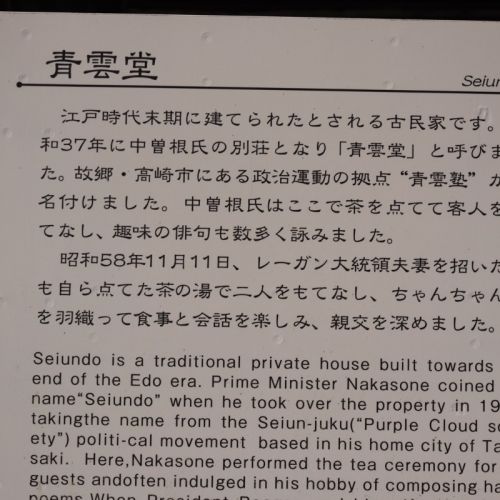 青雲堂
Seiun
江戸時代末期に建てられたとされる古民家です。
和37年に中曽根氏の別荘となり「青雲堂」と呼びま
た。故郷・高崎市にある政治運動の拠点“青雲塾”か
名付けました。中曽根氏はここで茶を点てて客人を
てなし、趣味の俳句も数多く詠みました。
昭和58年11月11日、レーガン大統領夫妻を招いた
も自ら点てた茶の湯で二人をもてなし、ちゃんちゃん
を羽織って食事と会話を楽しみ、親交を深めました。
Seiundo is a traditional private house built towards
end of the Edo era. Prime Minister Nakasone coined
name“Seiundo” when he took over the property in 19
takingthe name from the Seiun-juku(“Purple Cloud so
ety”) politi-cal movement based in his home city of Ta
saki. Here,Nakasone performed the tea ceremony for
guests andoften indulged in his hobby of composing ha
poems.When President